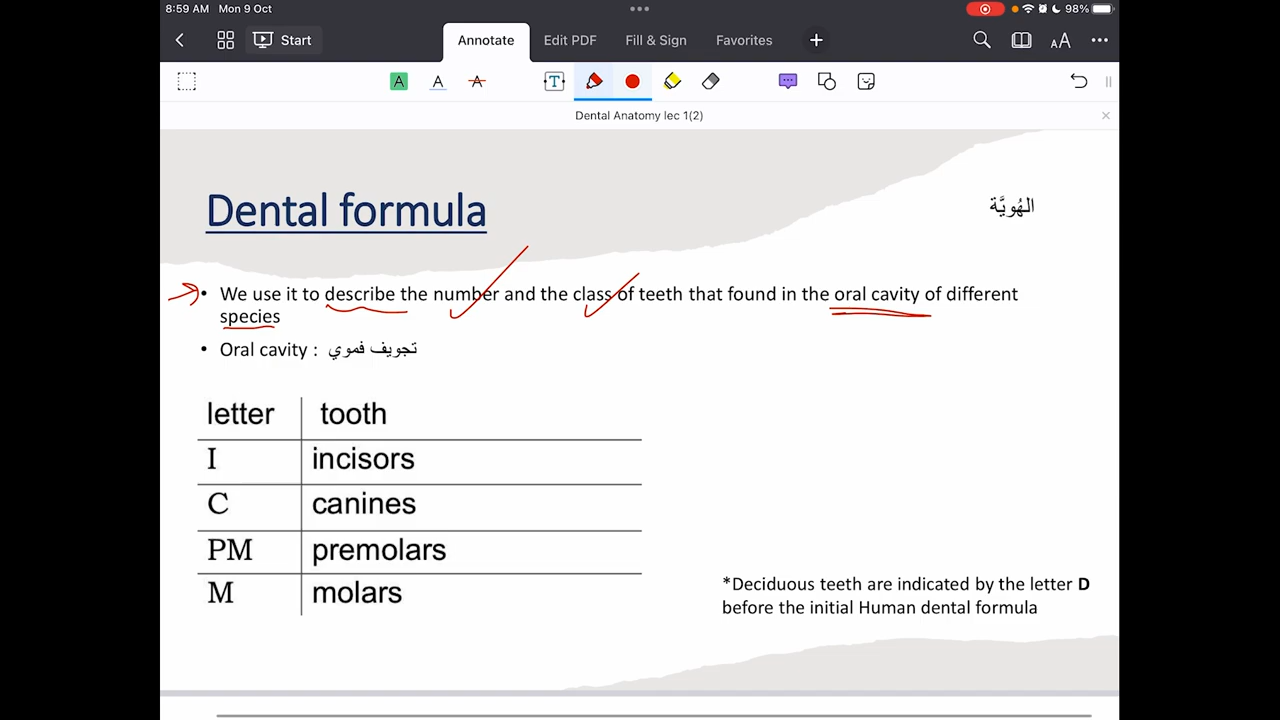 8:59 AM Mon 9 Oct
98%
Start
Annotate
Edit PDF
Fill & Sign
Favorites
Dental Anatomy lec 1(2)
Dental formula
الهُويَّة
• We use it to describe the number and the class of teeth that found in the oral cavity of different
species
• Oral cavity : تجويف فموي
letter tooth
I incisors
C canines
PM premolars
M molars
*Deciduous teeth are indicated by the letter D
before the initial Human dental formula